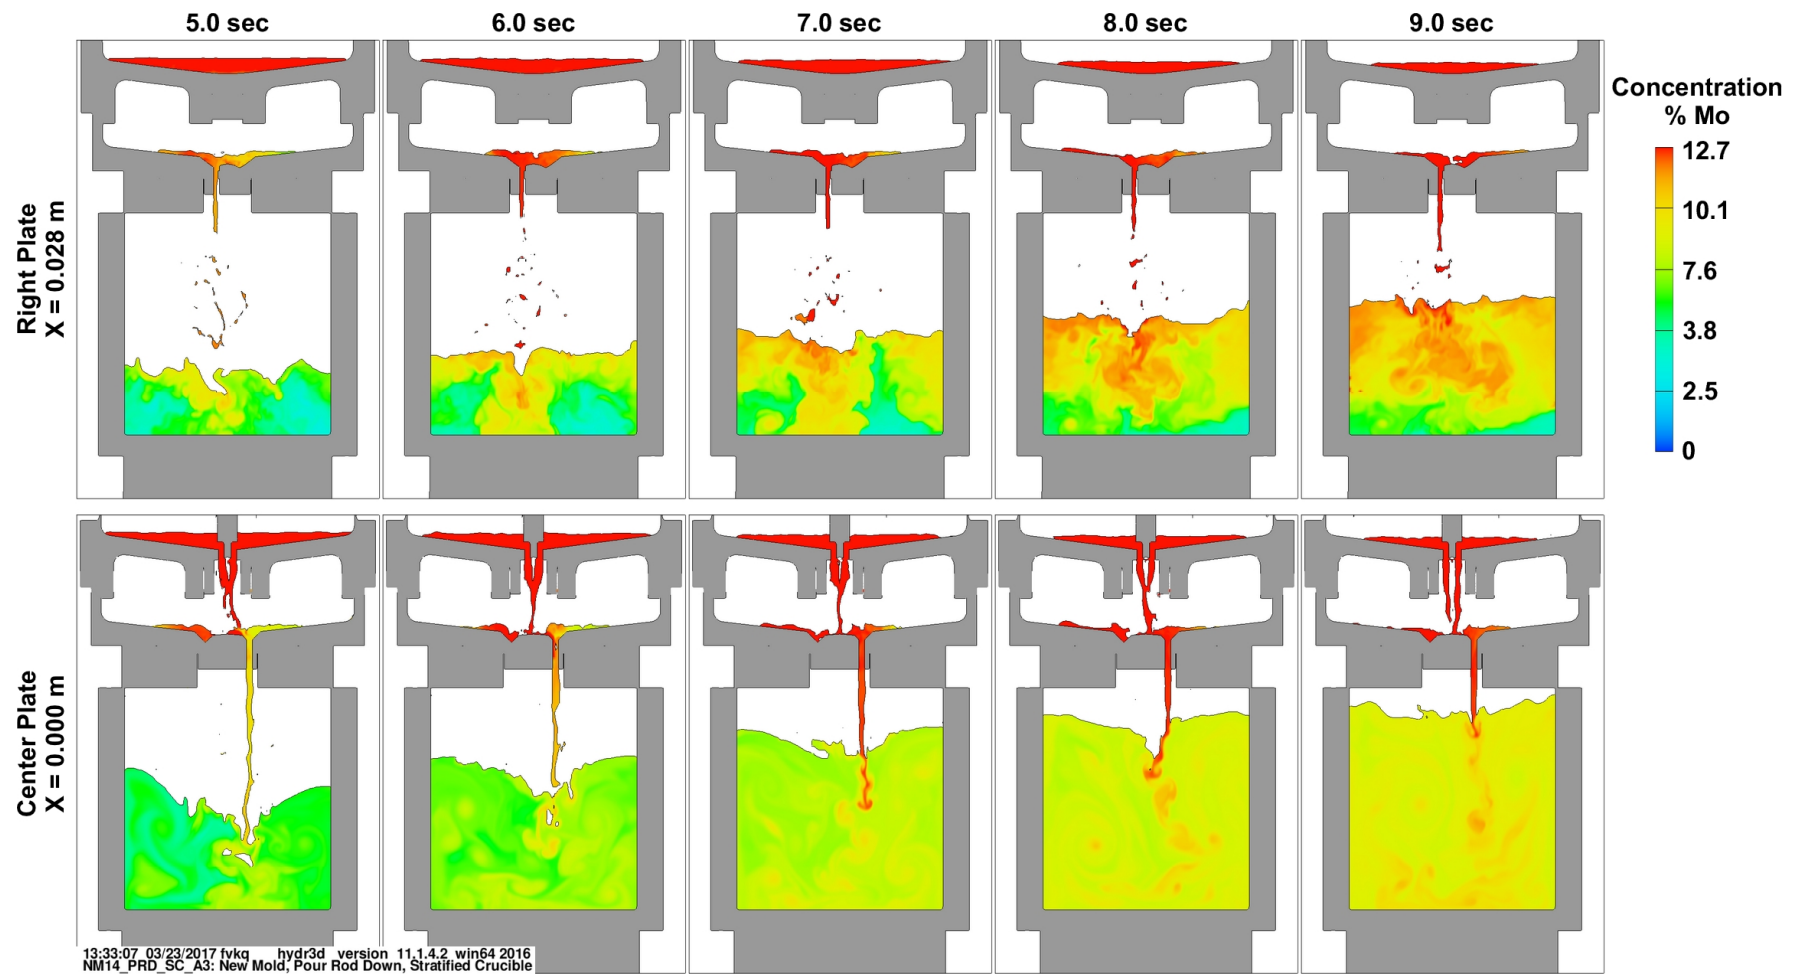 5.0 sec 6.0 sec 7.0 sec 8.0 sec 9.0 sec
Right Plate
X = 0.028 m
Concentration
% Mo
12.7
10.1
7.6
3.8
2.5
0
Center Plate
X = 0.000 m
13:33:07 03/23/2017 fvkq hydr3d version 11.1.4.2 win64 2016
NM14_PRD_SC_A3: New Mold, Pour Rod Down, Stratified Crucible